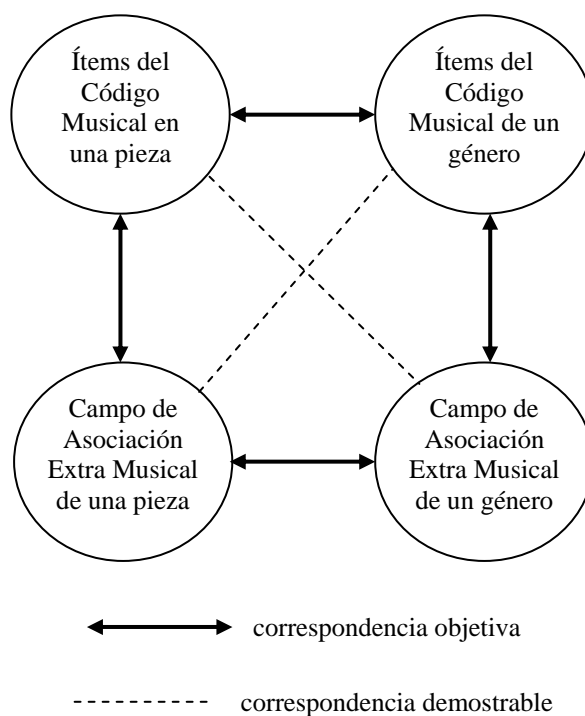 Ítems del
Código
Musical en
una pieza
Ítems del
Código
Musical de un
género
Campo de
Asociación
Extra Musical
de una pieza
Campo de
Asociación
Extra Musical
de un género
correspondencia objetiva
correspondencia demostrable